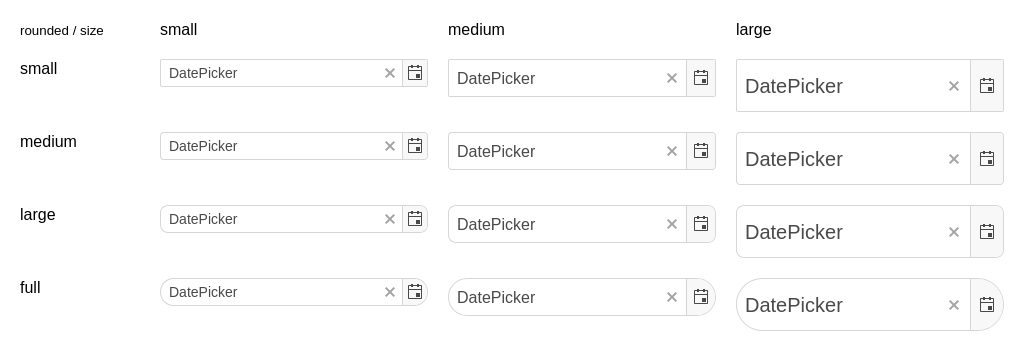 rounded / size small medium large
small DatePicker DatePicker DatePicker
medium DatePicker DatePicker DatePicker
large DatePicker DatePicker DatePicker
full DatePicker DatePicker DatePicker